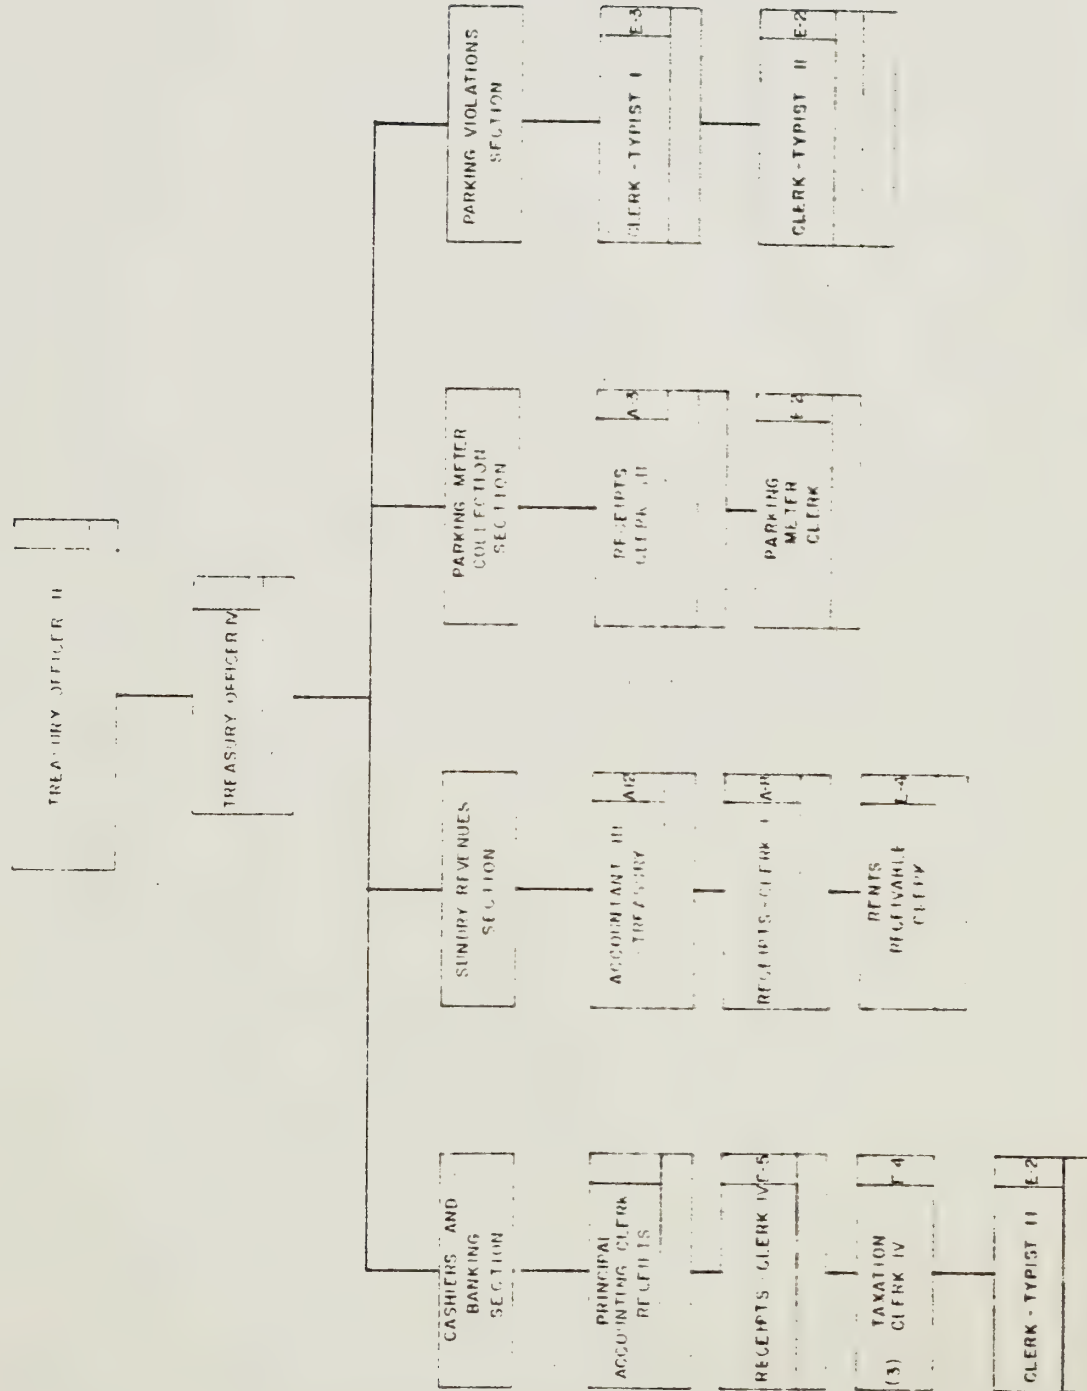 TREASURY OFFICER II
TREASURY OFFICER IV
CASHIERS AND
BANKING
SECTION
PRINCIPAL
ACCOUNTING CLERK
RECEIPTS
RECEIPTS - CLERK IV
E-5
TAXATION
(3) CLERK IV
E-4
CLERK - TYPIST II
E-2
SUNDRY REVENUES
SECTION
ACCOUNTANT III
TREASURY
A-12
RECEIPTS - CLERK I
A-8
RENTS
RECEIVABLE
CLERK
E-4
PARKING METER
COLLECTION
SECTION
RECEIPTS
CLERK
A-3
PARKING
METER
CLERK
PARKING VIOLATIONS
SECTION
CLERK - TYPIST I
E-3
CLERK - TYPIST II
E-2